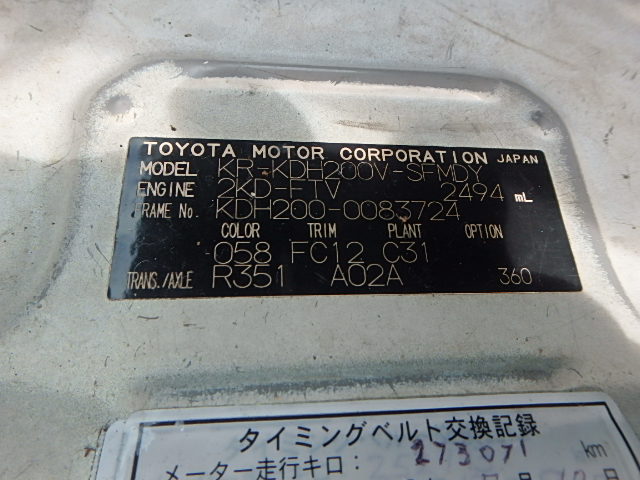 TOYOTA MOTOR CORPORATION JAPAN
MODEL KR-KDH200V-SFMDY
ENGINE 2KD-FTV 2494 mL
FRAME No. KDH200-0083724
COLOR TRIM PLANT OPTION
058 FC12 C31
TRANS./AXLE R351 A02A 360
タイミングベルト交換記録
メーター走行キロ: 273071 km
月 日